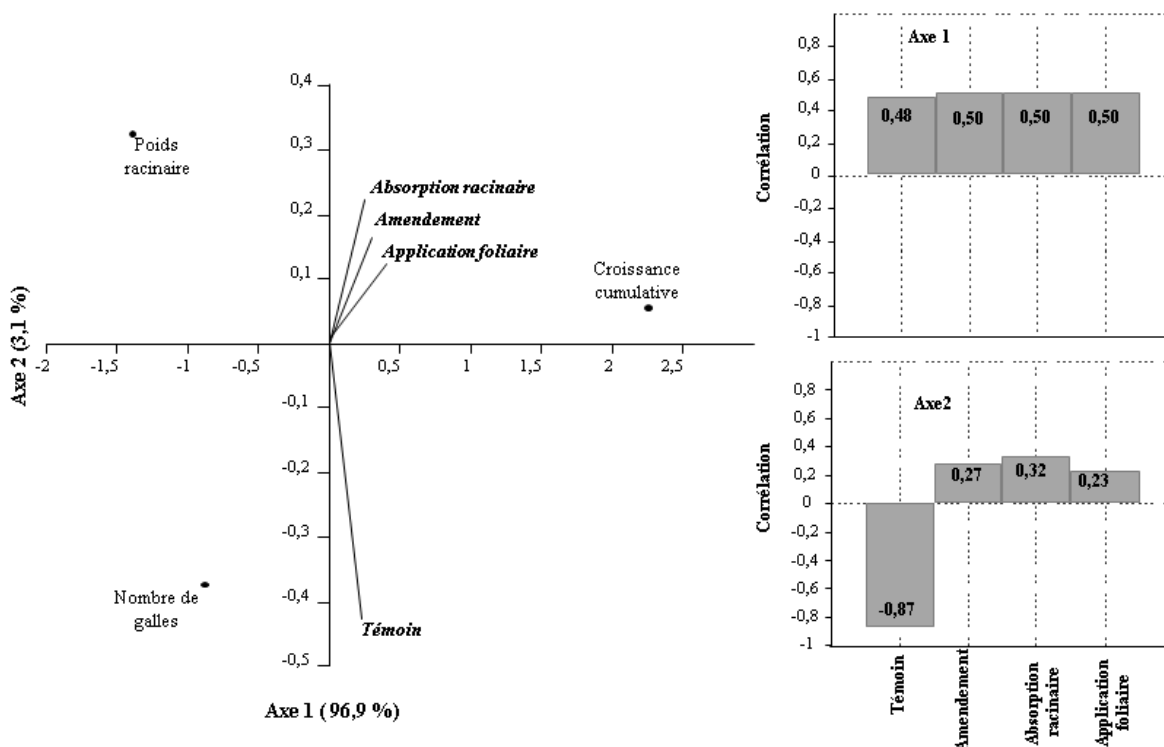 0,4
Poids
racinaire
0,3
0,2
Absorption racinaire
Amendement
Application foliaire
0,1
Croissance
cumulative
Axe 2 (3,1 %)
-2
-1,5
-1
-0,5
0,5
1
1,5
2
2,5
-0,1
-0,2
-0,3
-0,4
-0,5
Nombre de
galles
Témoin
Axe 1 (96,9 %)
Axe 1
Corrélation
0,8
0,6
0,4
0,2
0
-0,2
-0,4
-0,6
-0,8
-1
0,48
0,50
0,50
0,50
Axe2
Corrélation
0,8
0,6
0,4
0,2
0
-0,2
-0,4
-0,6
-0,8
-1
-0,87
0,27
0,32
0,23
Témoin
Amendement
Absorption
racinaire
Application
foliaire